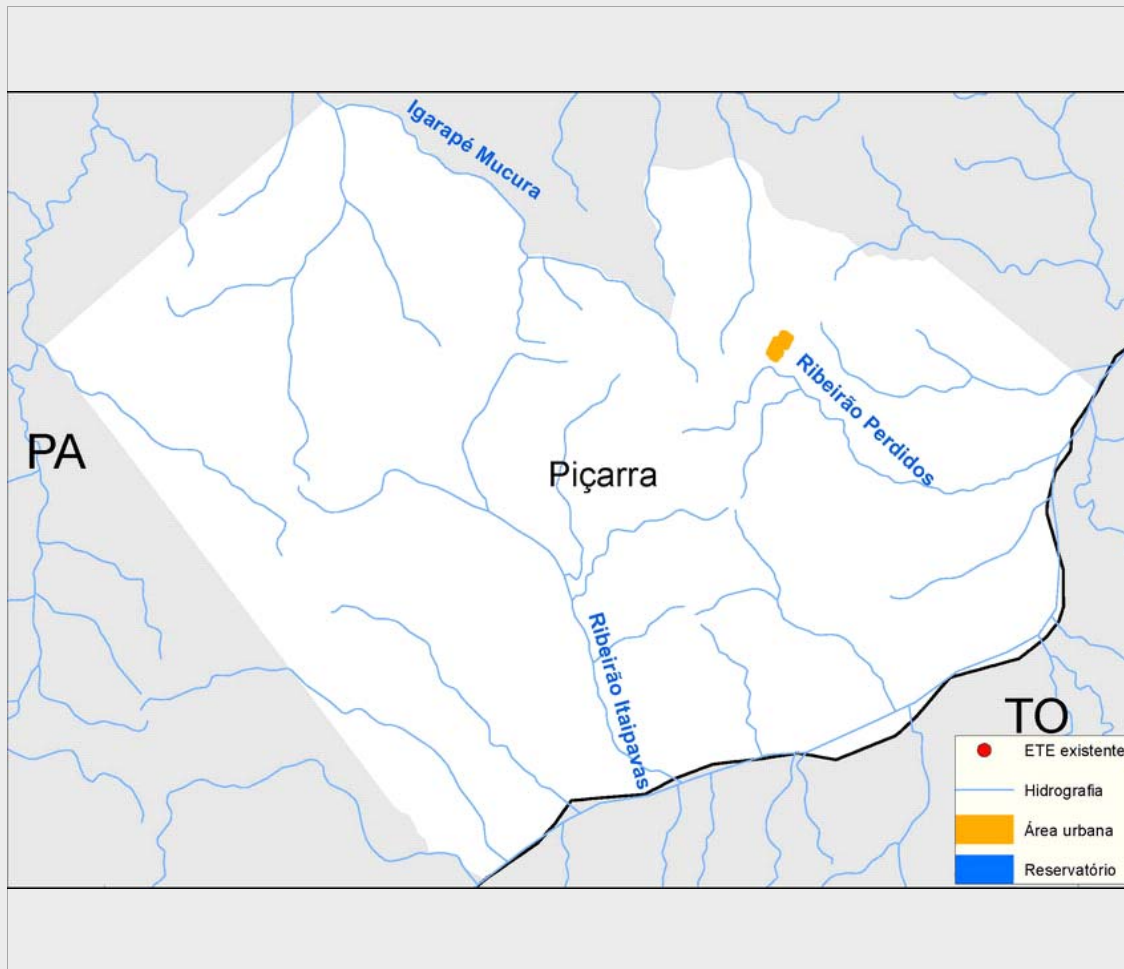 Igarapé Mucura
Ribeirão Perdidos
PA
Piçarra
Ribeirão Itaipavas
TO
ETE existente
Hidrografia
Área urbana
Reservatório